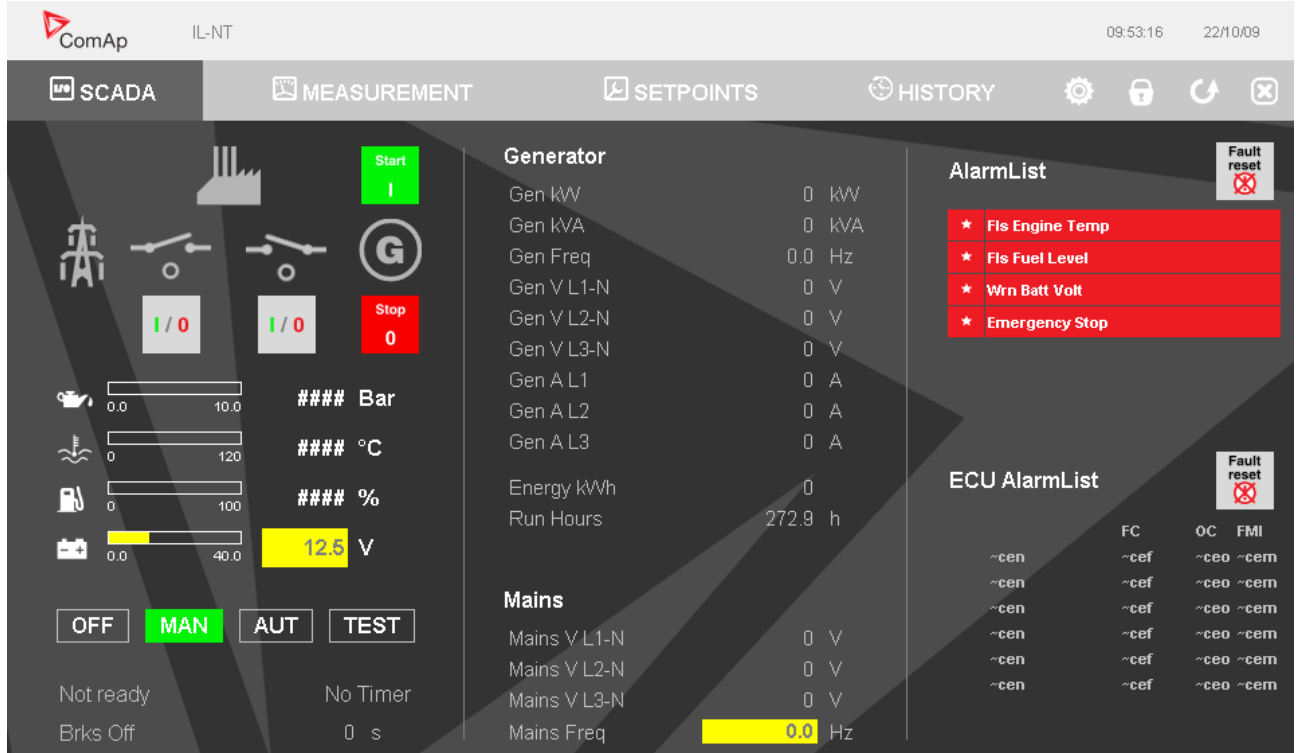 ComAp IL-NT 09:53:16 22/10/09
SCADA MEASUREMENT SETPOINTS HISTORY
Start
I
G
I / 0 I / 0
Stop
0
0.0 10.0 #### Bar
0 120 #### °C
0 100 #### %
0.0 40.0 12.5 V
OFF MAN AUT TEST
Not ready No Timer
Brks Off 0 s
Generator
Gen kW 0 kW
Gen kVA 0 kVA
Gen Freq 0.0 Hz
Gen V L1-N 0 V
Gen V L2-N 0 V
Gen V L3-N 0 V
Gen A L1 0 A
Gen A L2 0 A
Gen A L3 0 A
Energy kWh 0
Run Hours 272.9 h
Mains
Mains V L1-N 0 V
Mains V L2-N 0 V
Mains V L3-N 0 V
Mains Freq 0.0 Hz
AlarmList
Fault
reset
Fls Engine Temp
Fls Fuel Level
Wrn Batt Volt
Emergency Stop
ECU AlarmList
Fault
reset
FC OC FMI
~cen ~cef ~ceo ~cem
~cen ~cef ~ceo ~cem
~cen ~cef ~ceo ~cem
~cen ~cef ~ceo ~cem
~cen ~cef ~ceo ~cem
~cen ~cef ~ceo ~cem